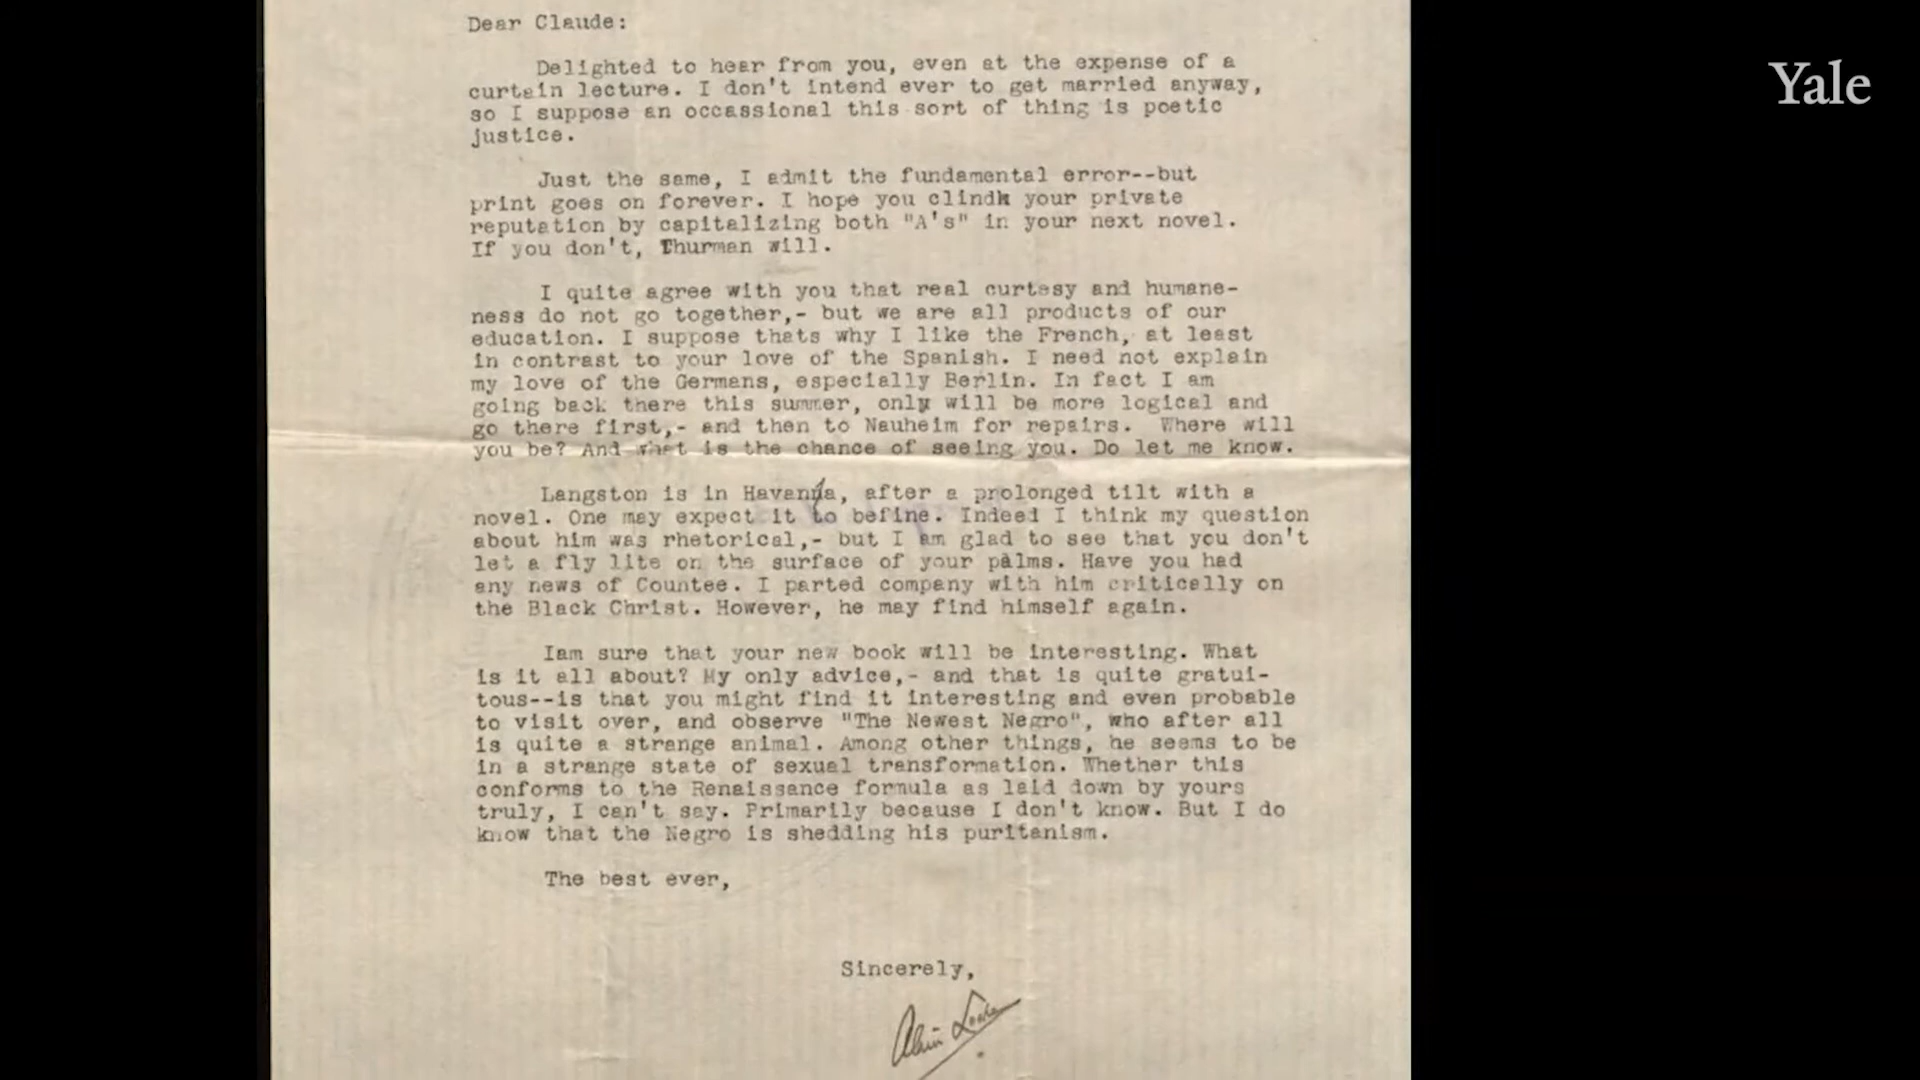 Dear Claude:
Yale
Delighted to hear from you, even at the expense of a
curtain lecture. I don't intend ever to get married anyway,
so I suppose an occassional this sort of thing is poetic
justice.
Just the same, I admit the fundamental error--but
print goes on forever. I hope you clindh your private
reputation by capitalizing both "A's" in your next novel.
If you don't, Thurman will.
I quite agree with you that real curtesy and humane-
ness do not go together,- but we are all products of our
education. I suppose thats why I like the French, at least
in contrast to your love of the Spanish. I need not explain
my love of the Germans, especially Berlin. In fact I am
going back there this summer, only will be more logical and
go there first,- and then to Nauheim for repairs. Where will
you be? And what is the chance of seeing you. Do let me know.
Langston is in Havana, after a prolonged tilt with a
novel. One may expect it to befine. Indeed I think my question
about him was rhetorical,- but I am glad to see that you don't
let a fly lite on the surface of your palms. Have you had
any news of Countee. I parted company with him critically on
the Black Christ. However, he may find himself again.
Iam sure that your new book will be interesting. What
is it all about? My only advice,- and that is quite gratui-
tous--is that you might find it interesting and even probable
to visit over, and observe "The Newest Negro", who after all
is quite a strange animal. Among other things, he seems to be
in a strange state of sexual transformation. Whether this
conforms to the Renaissance formula as laid down by yours
truly, I can't say. Primarily because I don't know. But I do
know that the Negro is shedding his puritanism.
The best ever,
Sincerely,
Alain Locke